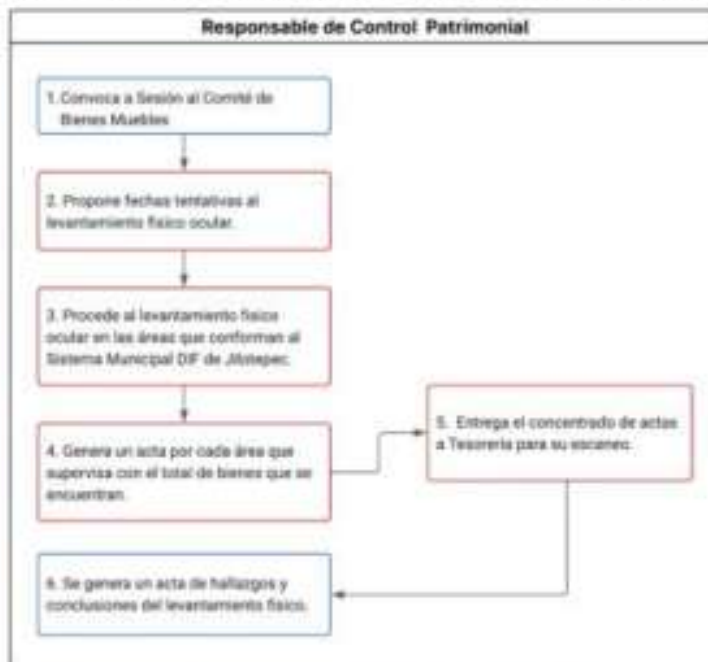 Responsable de Control Patrimonial
1. Convoca a Sesión al Comité de
Bienes Muebles
2. Propone fechas tentativas al
levantamiento físico ocular.
3. Procede al levantamiento físico
ocular en las áreas que conforman al
Sistema Municipal DIF de Jilotepec.
4. Genera un acta por cada área que
supervisa con el total de bienes que se
encuentran.
5. Entrega el concentrado de actas
a Tesorería para su escaneo.
6. Se genera un acta de hallazgos y
conclusiones del levantamiento físico.